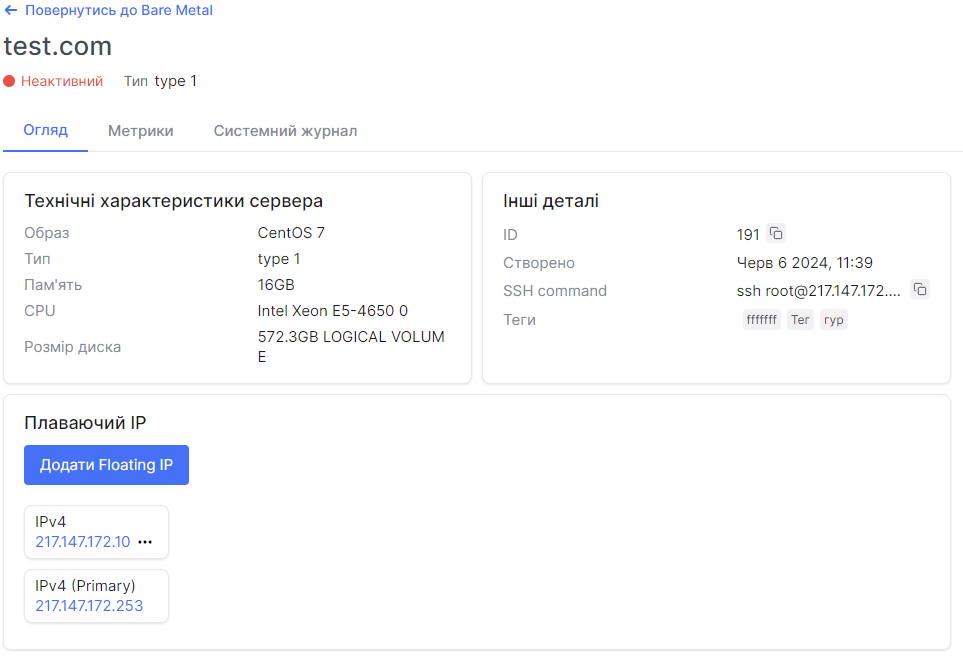 Повернутись до Bare Metal
test.com
Неактивний Тип type 1
Огляд Метрики Системний журнал
Технічні характеристики сервера
Образ CentOS 7
Тип type 1
Пам'ять 16GB
CPU Intel Xeon E5-4650 0
Розмір диска 572.3GB LOGICAL VOLUM
E
Інші деталі
ID 191
Створено Черв 6 2024, 11:39
SSH command ssh root@217.147.172....
Теги fffffff Тег гур
Плаваючий IP
Додати Floating IP
IPv4
217.147.172.10
IPv4 (Primary)
217.147.172.253